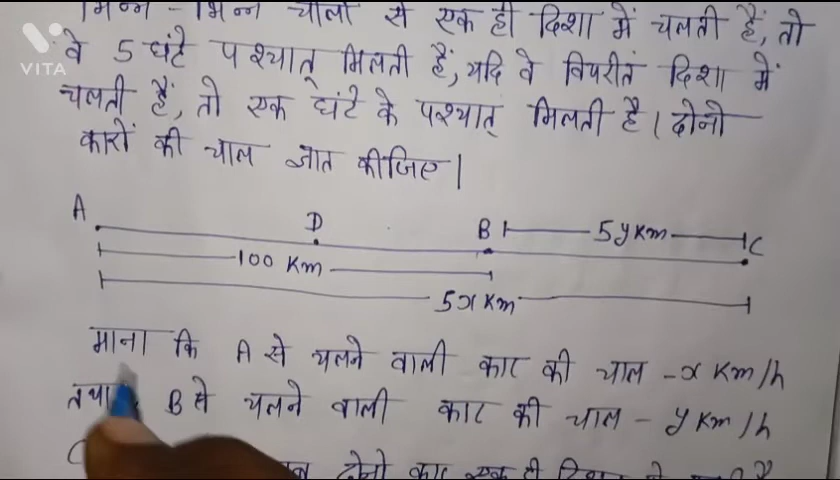 भिन्न - भिन्न चालों से एक ही दिशा में चलती हैं, तो
वे 5 घंटे पश्चात् मिलती हैं, यदि वे विपरीत दिशा में
चलती हैं, तो एक घंटे के पश्चात् मिलती है। दोनो
कारों की चाल ज्ञात कीजिए।
A D B 5y Km C
100 Km
5x Km
माना कि A से चलने वाली कार की चाल - x Km/h
तथा B से चलने वाली कार की चाल - y Km/h
दोनो कार एक ही दिशा
VITA